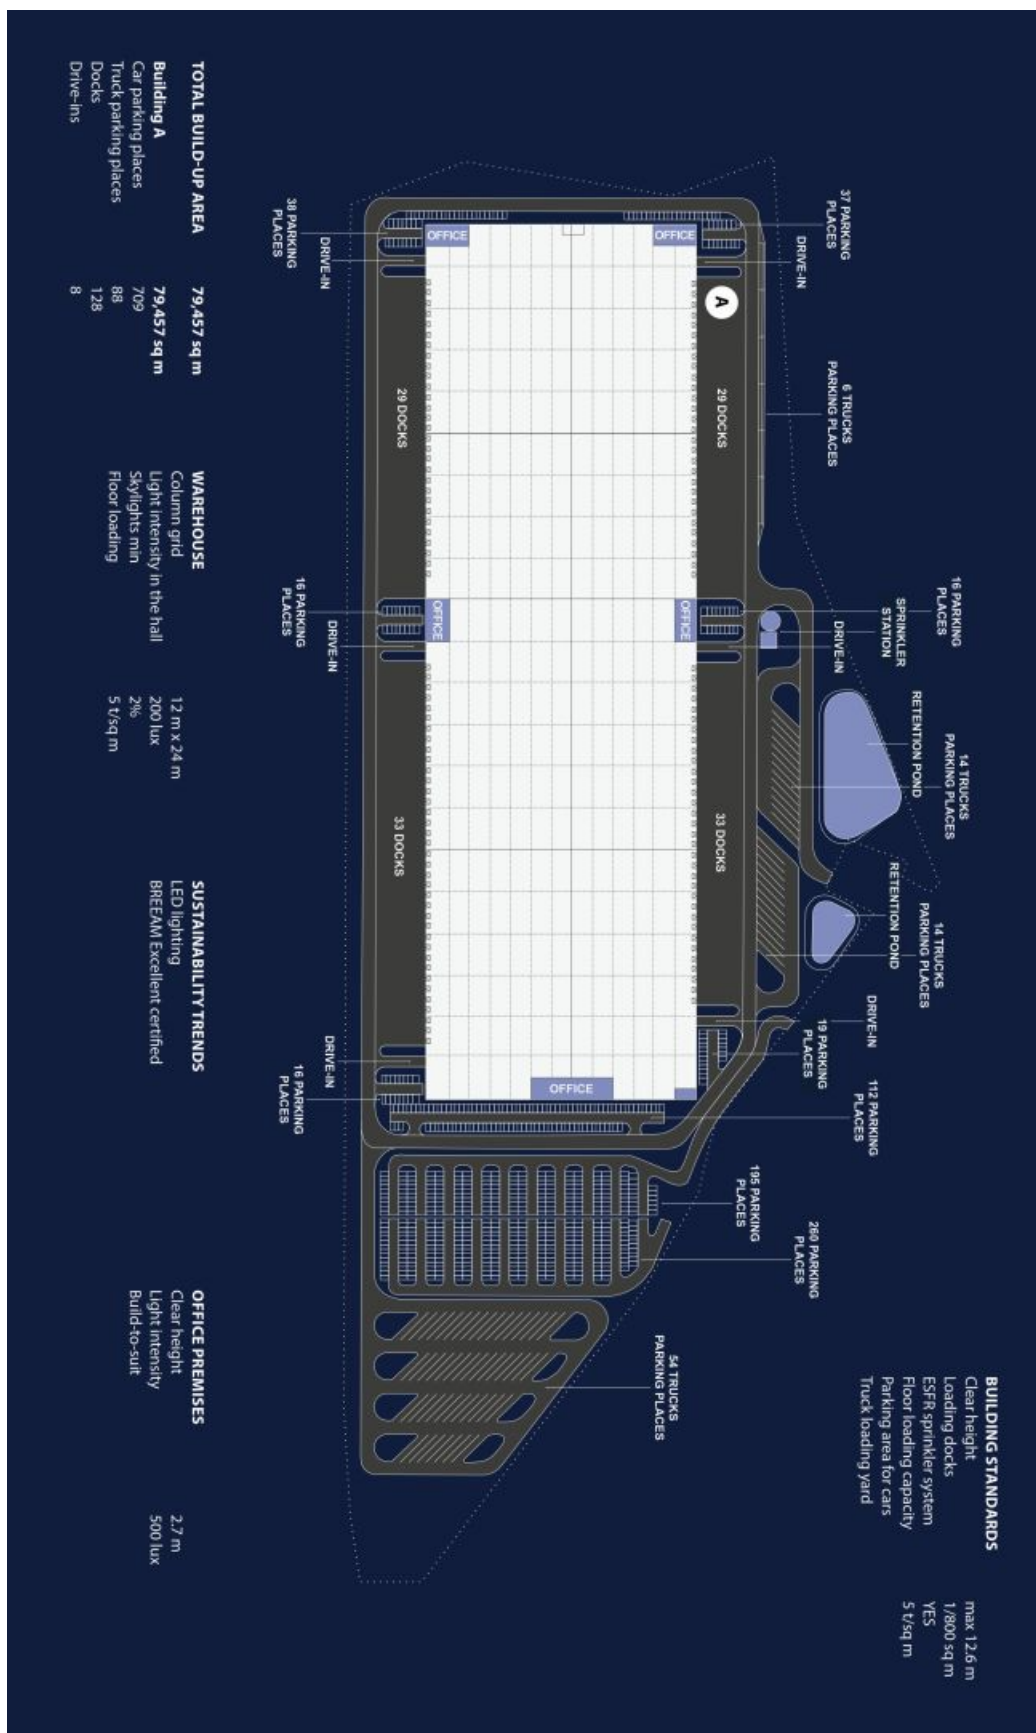 BUILDING STANDARDS
Clear height max 12.6 m
Loading docks 1/800 sq m
ESFR sprinkler system YES
Floor loading capacity 5 t/sq m
Parking area for cars
Truck loading yard
37 PARKING
PLACES
DRIVE-IN
6 TRUCKS
PARKING PLACES
16 PARKING
PLACES
SPRINKLER
STATION
DRIVE-IN
RETENTION POND
14 TRUCKS
PARKING PLACES
RETENTION POND
14 TRUCKS
PARKING PLACES
DRIVE-IN
19 PARKING
PLACES
112 PARKING
PLACES
195 PARKING
PLACES
260 PARKING
PLACES
54 TRUCKS
PARKING PLACES
A
29 DOCKS
33 DOCKS
OFFICE
OFFICE
OFFICE
OFFICE
OFFICE
29 DOCKS
33 DOCKS
38 PARKING
PLACES
DRIVE-IN
16 PARKING
PLACES
DRIVE-IN
DRIVE-IN
16 PARKING
PLACES
TOTAL BUILD-UP AREA 79,457 sq m
Building A 79,457 sq m
Car parking places 709
Truck parking places 88
Docks 128
Drive-ins 8
WAREHOUSE
Column grid 12 m x 24 m
Light intensity in the hall 200 lux
Skylights min 2%
Floor loading 5 t/sq m
SUSTAINABILITY TRENDS
LED lighting
BREEAM Excellent certified
OFFICE PREMISES
Clear height 2.7 m
Light intensity 500 lux
Build-to-suit